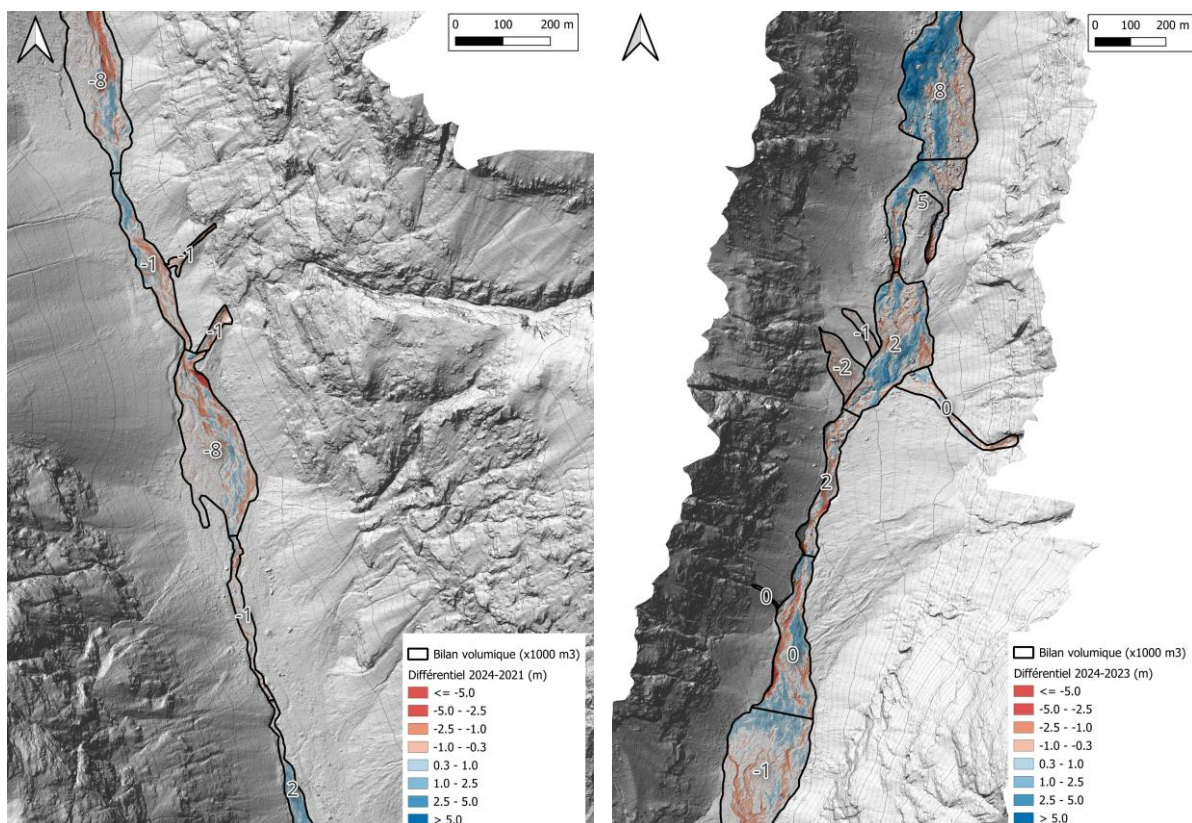 0 100 200 m
-8
-1
-1
-1
-8
-1
2
Bilan volumique (x1000 m3)
Différentiel 2024-2021 (m)
<= -5.0
-5.0 - -2.5
-2.5 - -1.0
-1.0 - -0.3
0.3 - 1.0
1.0 - 2.5
2.5 - 5.0
> 5.0
0 100 200 m
8
5
-1
2
-2
0
2
0
0
-1
Bilan volumique (x1000 m3)
Différentiel 2024-2023 (m)
<= -5.0
-5.0 - -2.5
-2.5 - -1.0
-1.0 - -0.3
0.3 - 1.0
1.0 - 2.5
2.5 - 5.0
> 5.0